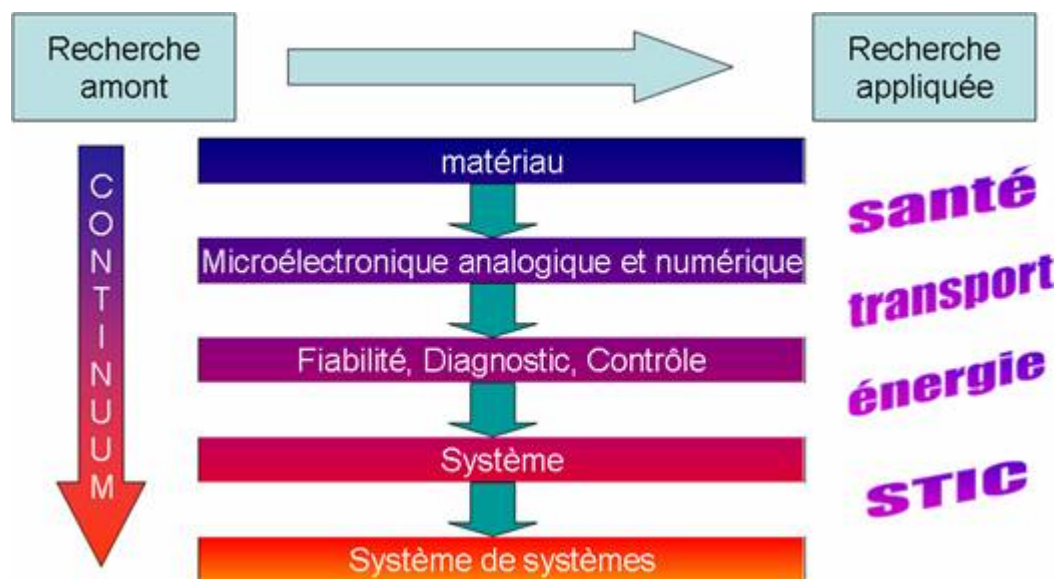 Recherche
amont
Recherche
appliquée
CONTINUUM
matériau
Microélectronique analogique et numérique
Fiabilité, Diagnostic, Contrôle
Système
Système de systèmes
santé
transport
énergie
STIC